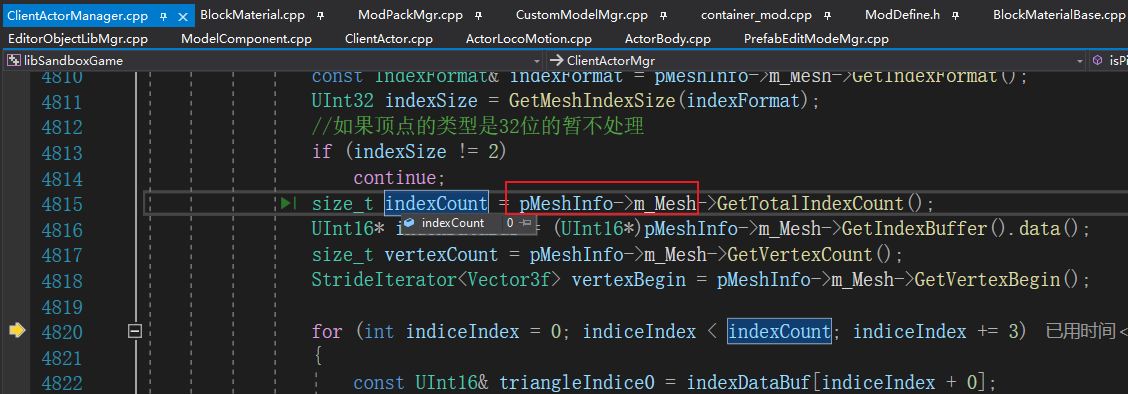 ClientActorManager.cpp BlockMaterial.cpp ModPackMgr.cpp CustomModelMgr.cpp container_mod.cpp ModDefine.h BlockMaterialBase.cpp
EditorObjectLibMgr.cpp ModelComponent.cpp ClientActor.cpp ActorLocoMotion.cpp ActorBody.cpp PrefabEditModeMgr.cpp
libSandboxGame ClientActorMgr isPi
4810 const IndexFormat& indexFormat = pMeshInfo->m_Mesh->GetIndexFormat();
4811 UInt32 indexSize = GetMeshIndexSize(indexFormat);
4812 //如果顶点的类型是32位的暂不处理
4813 if (indexSize != 2)
4814 continue;
4815 size_t indexCount = pMeshInfo->m_Mesh->GetTotalIndexCount();
indexCount 0
4816 UInt16* = (UInt16*)pMeshInfo->m_Mesh->GetIndexBuffer().data();
4817 size_t vertexCount = pMeshInfo->m_Mesh->GetVertexCount();
4818 StrideIterator<Vector3f> vertexBegin = pMeshInfo->m_Mesh->GetVertexBegin();
4819
4820 for (int indiceIndex = 0; indiceIndex < indexCount; indiceIndex += 3) 已用时间 <
4821 {
4822 const UInt16& triangleIndice0 = indexDataBuf[indiceIndex + 0];